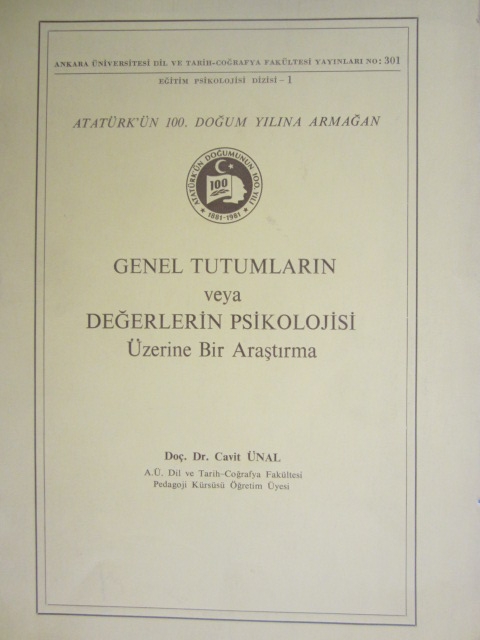 ANKARA ÜNİVERSİTESİ DİL VE TARİH-COĞRAFYA FAKÜLTESİ YAYINLARI NO: 301
EĞİTİM PSİKOLOJİSİ DİZİSİ - 1
ATATÜRK'ÜN 100. DOĞUM YILINA ARMAĞAN
ATATÜRK'ÜN DOĞUMUNUN 100. YILI
100
★ 1881-1981 ★
GENEL TUTUMLARIN
veya
DEĞERLERİN PSİKOLOJİSİ
Üzerine Bir Araştırma
Doç. Dr. Cavit ÜNAL
A.Ü. Dil ve Tarih-Coğrafya Fakültesi
Pedagoji Kürsüsü Öğretim Üyesi